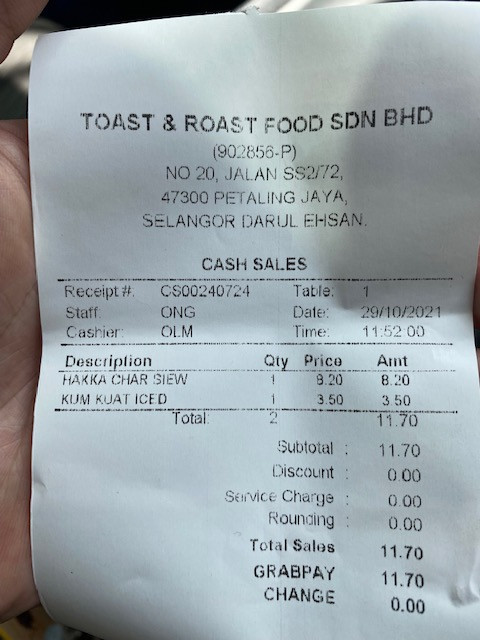 TOAST & ROAST FOOD SDN BHD
(902856-P)
NO 20, JALAN SS2/72,
47300 PETALING JAYA,
SELANGOR DARUL EHSAN.
CASH SALES
Receipt #: CS00240724 Table: 1
Staff: ONG Date: 29/10/2021
Cashier: OLM Time: 11:52:00
Description Qty Price Amt
HAKKA CHAR SIEW 1 8.20 8.20
KUM KUAT ICED 1 3.50 3.50
Total: 2 11.70
Subtotal : 11.70
Discount : 0.00
Service Charge : 0.00
Rounding : 0.00
Total Sales 11.70
GRABPAY 11.70
CHANGE 0.00